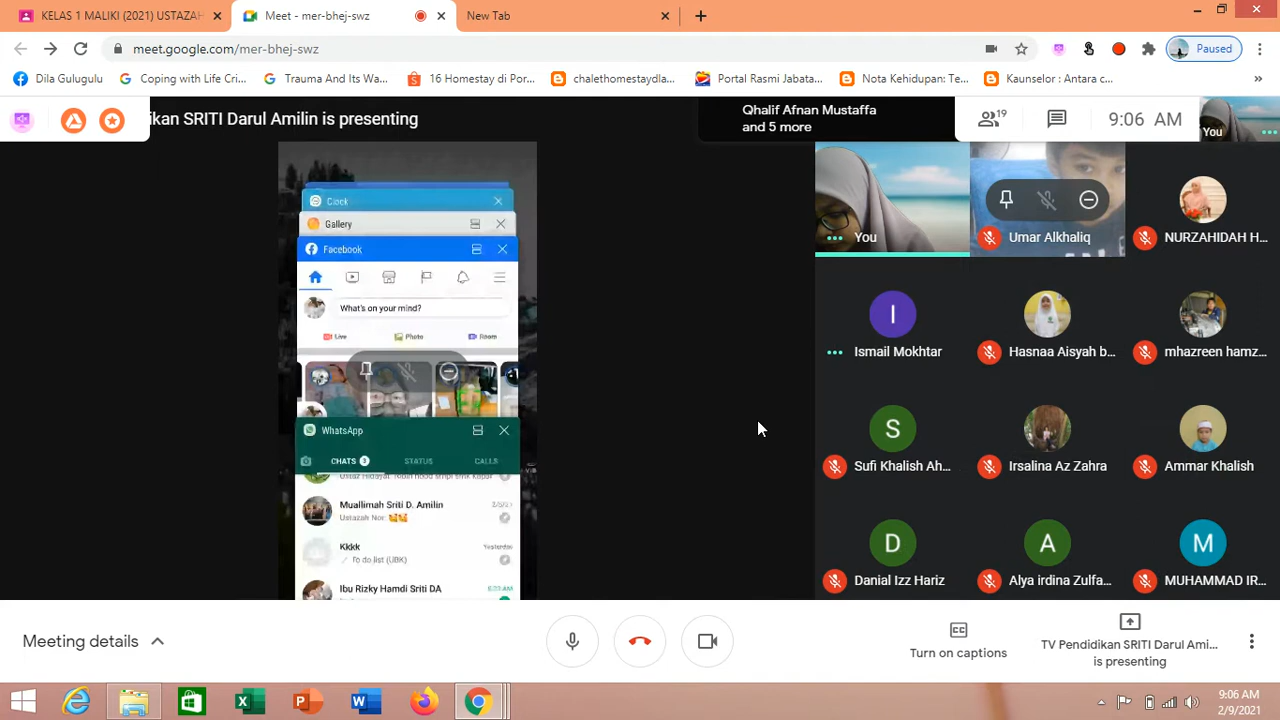 KELAS 1 MALIKI (2021) USTAZAH
Meet - mer-bhej-swz
New Tab
meet.google.com/mer-bhej-swz
Paused
Dila Gulugulu
Coping with Life Cri...
Trauma And Its Wa...
16 Homestay di Por...
chalethomestaydla...
Portal Rasmi Jabata...
Nota Kehidupan: Te...
Kaunselor : Antara c...
»
ikan SRITI Darul Amilin is presenting
Qhalif Afnan Mustaffa
and 5 more
19
9:06 AM
You
Clock
Gallery
Facebook
What's on your mind?
Live
Photo
Room
WhatsApp
CHATS 3
STATUS
CALLS
Muallimah Sriti D. Amilin
Ustazah Nor:
Kkkk
Yesterday
To do list (UBK)
Ibu Rizky Hamdi Sriti DA
You
Umar Alkhaliq
NURZAHIDAH H...
I
Ismail Mokhtar
Hasnaa Aisyah b...
mhazreen hamz...
S
Sufi Khalish Ah...
Irsalina Az Zahra
Ammar Khalish
D
Danial Izz Hariz
A
Alya irdina Zulfa...
M
MUHAMMAD IR...
Meeting details
Turn on captions
TV Pendidikan SRITI Darul Ami...
is presenting
9:06 AM
2/9/2021